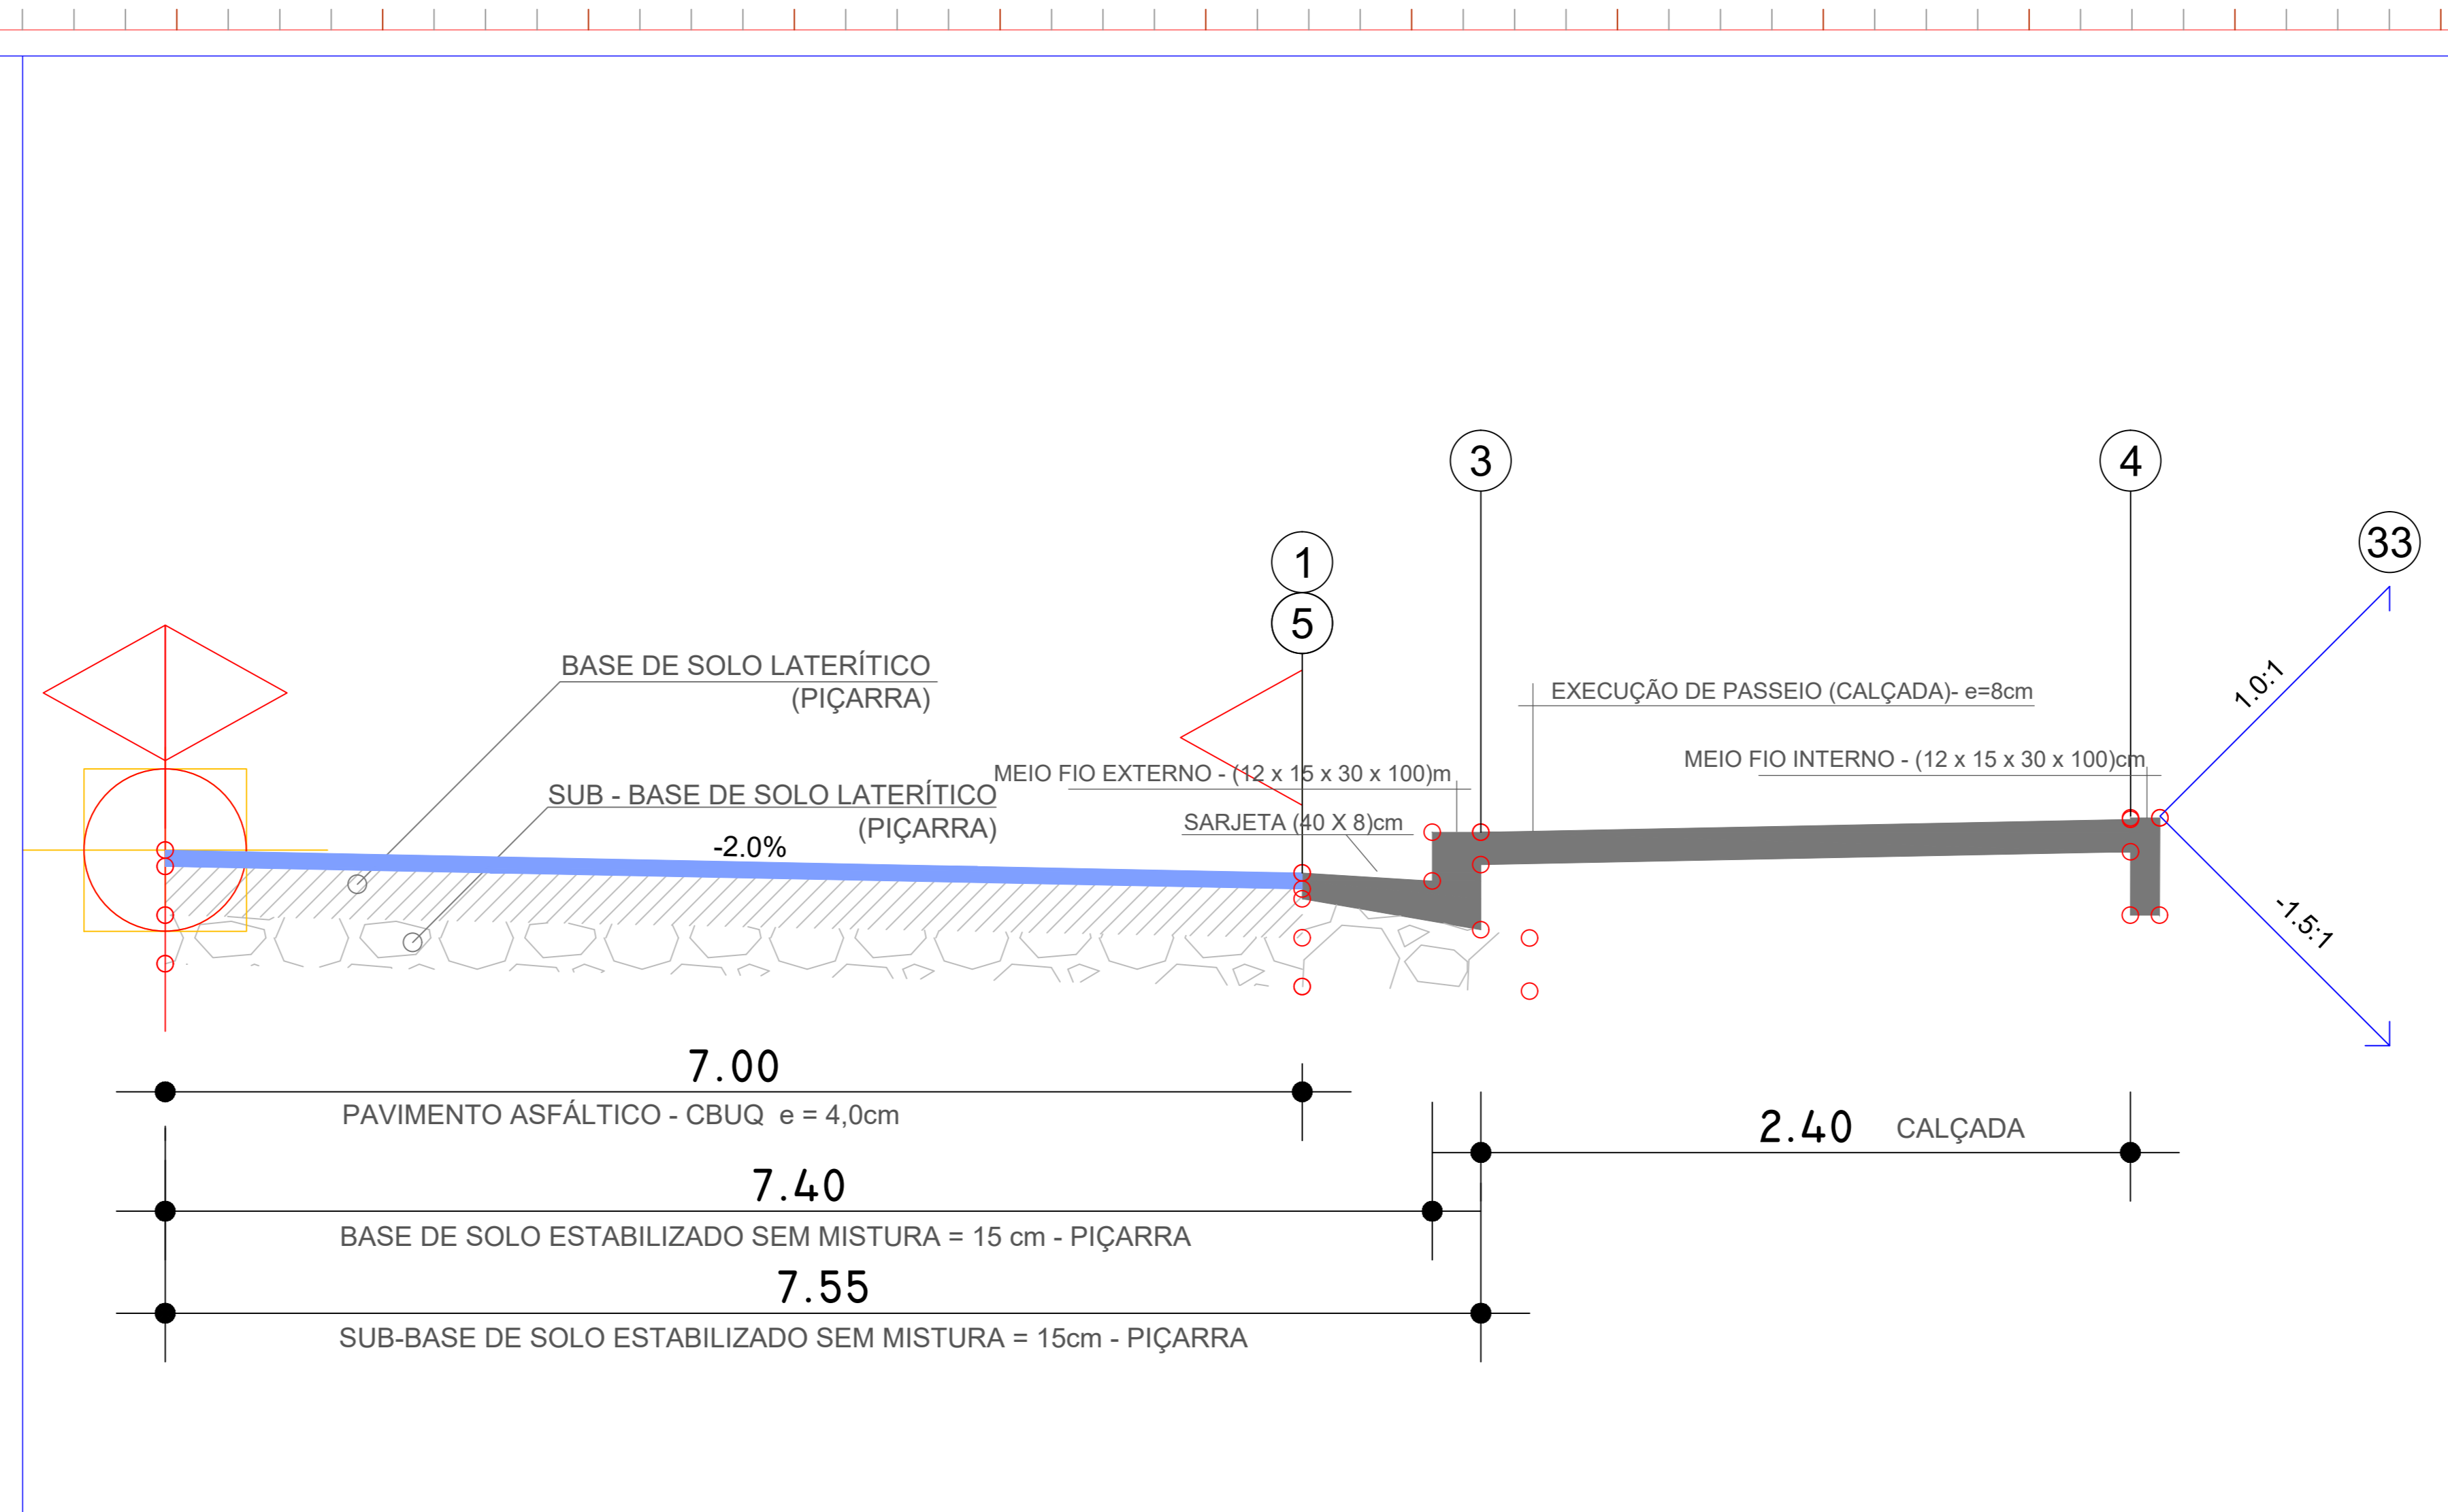 3
4
33
1
5
BASE DE SOLO LATERÍTICO
(PIÇARRA)
EXECUÇÃO DE PASSEIO (CALÇADA)- e=8cm
1.0:1
MEIO FIO EXTERNO - (12 x 15 x 30 x 100)m
MEIO FIO INTERNO - (12 x 15 x 30 x 100)cm
SUB - BASE DE SOLO LATERÍTICO
(PIÇARRA)
SARJETA (40 X 8)cm
-2.0%
-1.5:1
7.00
PAVIMENTO ASFÁLTICO - CBUQ e = 4,0cm
2.40 CALÇADA
7.40
BASE DE SOLO ESTABILIZADO SEM MISTURA = 15 cm - PIÇARRA
7.55
SUB-BASE DE SOLO ESTABILIZADO SEM MISTURA = 15cm - PIÇARRA